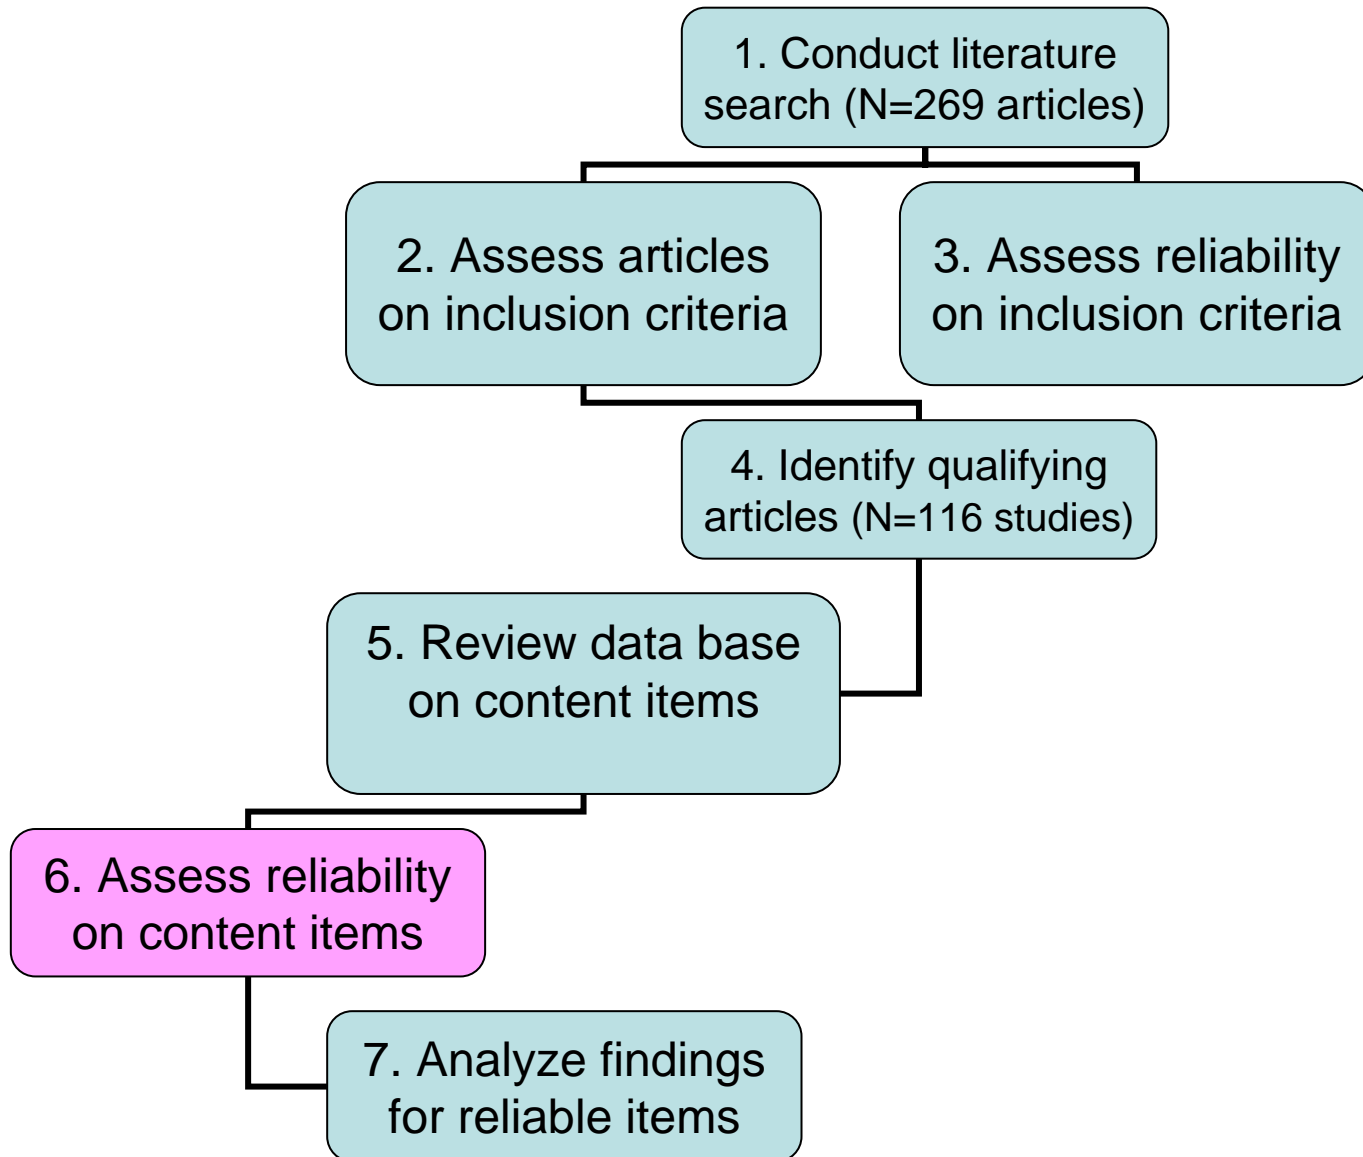 1. Conduct literature
search (N=269 articles)
2. Assess articles
on inclusion criteria
3. Assess reliability
on inclusion criteria
4. Identify qualifying
articles (N=116 studies)
5. Review data base
on content items
6. Assess reliability
on content items
7. Analyze findings
for reliable items